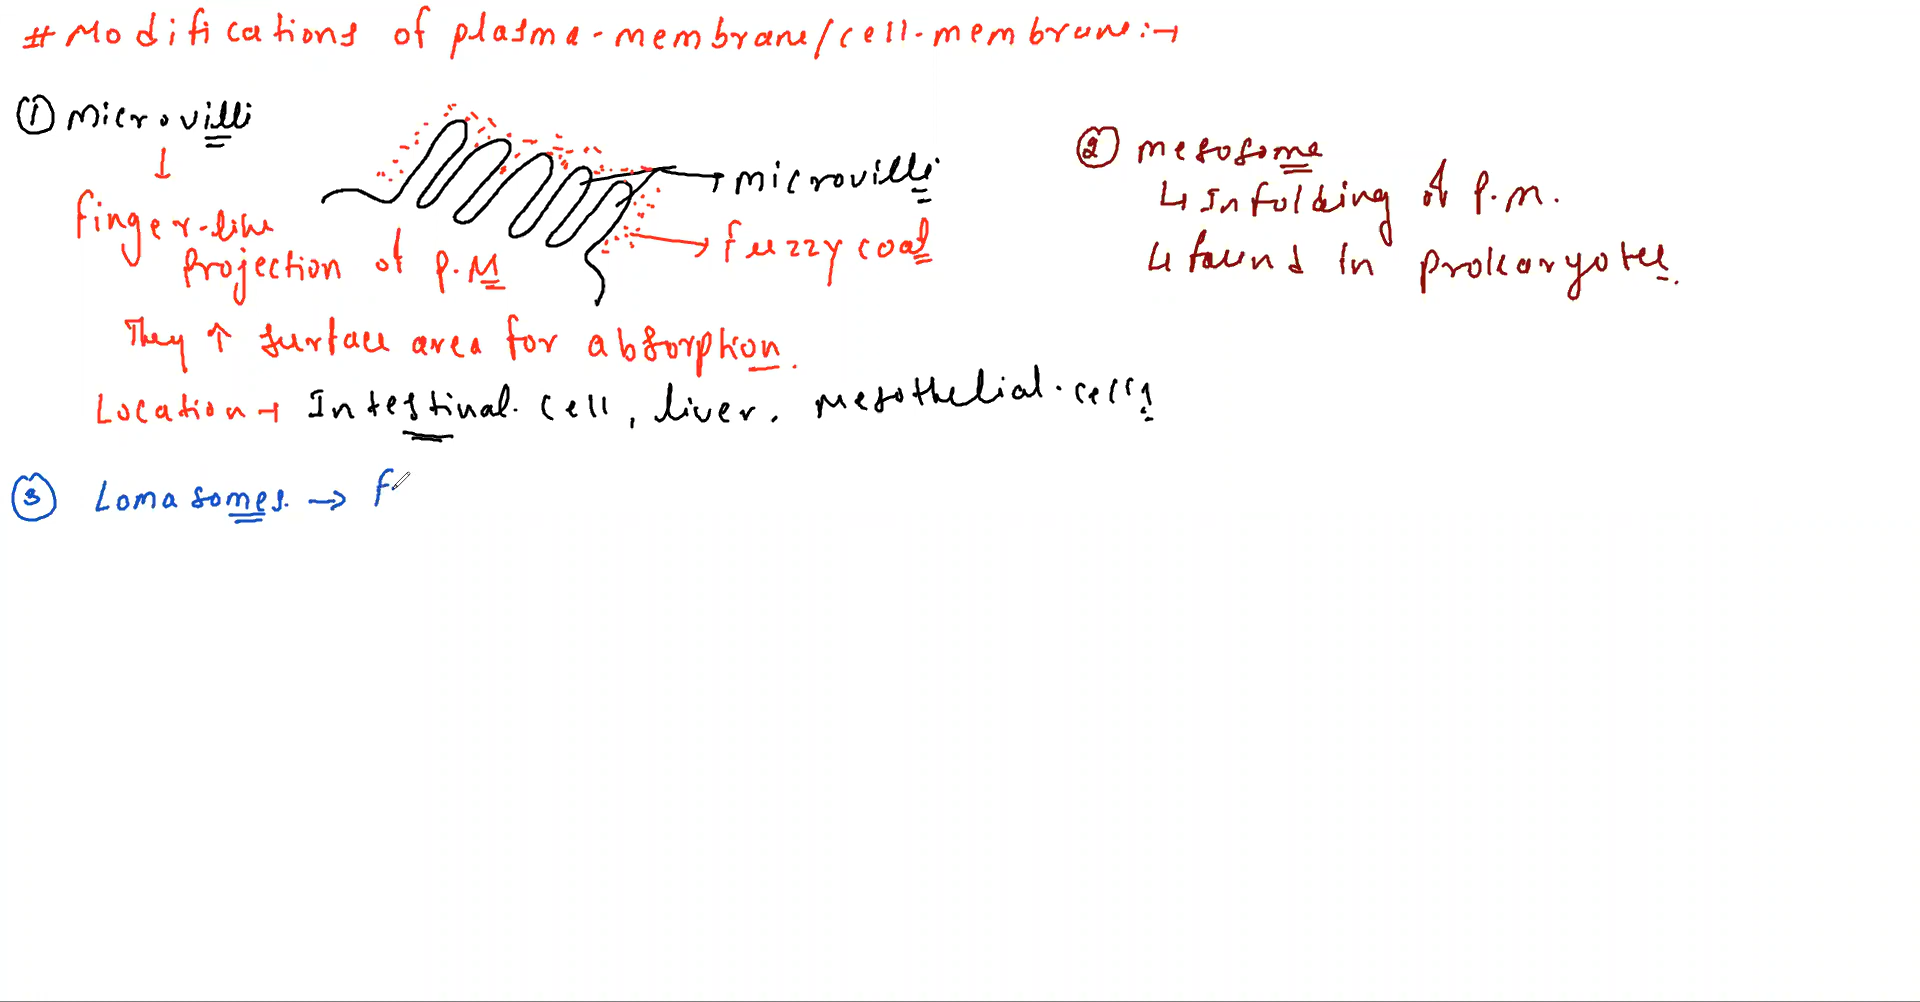 # Modifications of plasma-membrane/cell-membrane:→
① Microvilli
↓
finger-like
Projection of P.M
microvilli
fuzzy coat
They ↑ surface area for absorption.
Location → Intestinal cell, liver, Mesothelial cells
② mesosome
↳ Infolding of P.M.
↳ found in prokaryotes.
③ Lomasomes. → f